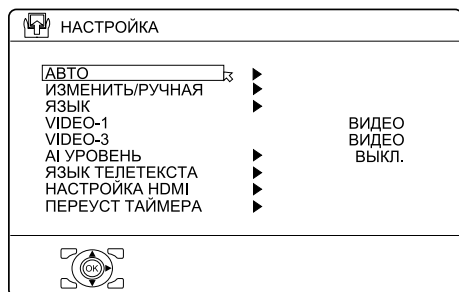 НАСТРОЙКА
АВТО
ИЗМЕНИТЬ/РУЧНАЯ
ЯЗЫК
VIDEO-1 ВИДЕО
VIDEO-3 ВИДЕО
AI УРОВЕНЬ ВЫКЛ.
ЯЗЫК ТЕЛЕТЕКСТА
НАСТРОЙКА HDMI
ПЕРЕУСТ ТАЙМЕРА
OK